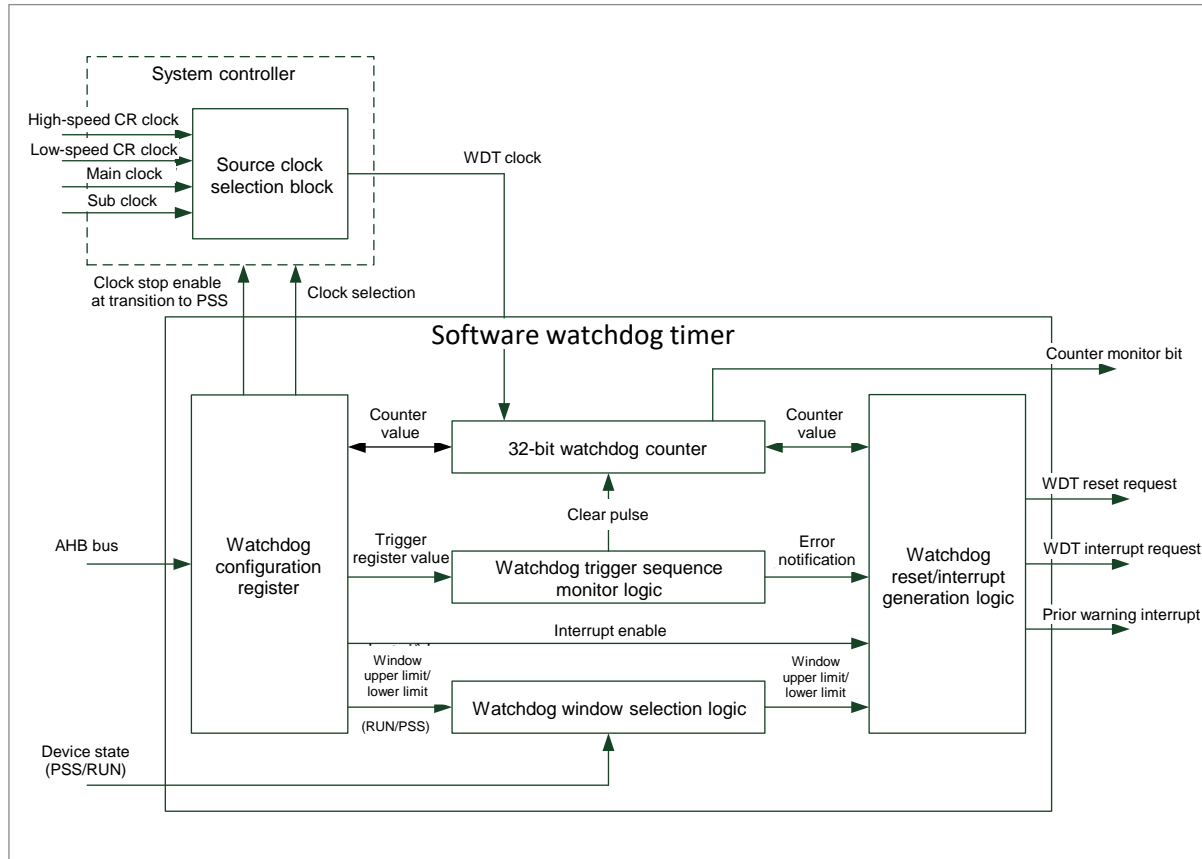 System controller
High-speed CR clock
Low-speed CR clock
Main clock
Sub clock
Source clock
selection block
WDT clock
Clock stop enable
at transition to PSS
Clock selection
Software watchdog timer
Counter monitor bit
Counter
value
32-bit watchdog counter
Counter
value
Clear pulse
WDT reset request
AHB bus
Watchdog
configuration
register
Trigger
register value
Watchdog trigger sequence
monitor logic
Error
notification
Watchdog
reset/interrupt
generation logic
WDT interrupt request
Prior warning interrupt
Interrupt enable
Window
upper limit/
lower limit
(RUN/PSS)
Watchdog window selection logic
Window
upper limit/
lower limit
Device state
(PSS/RUN)